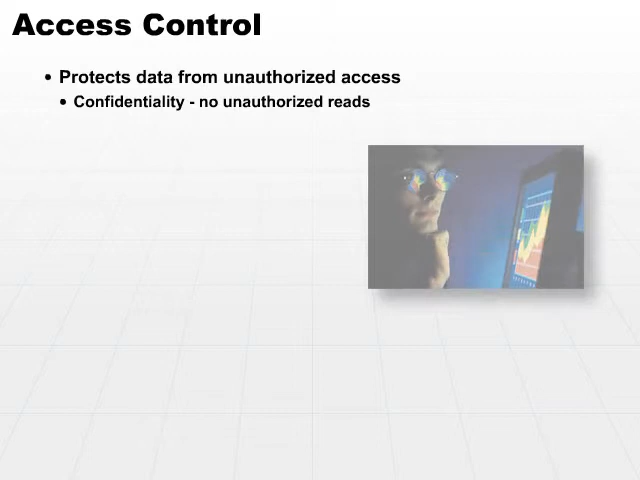 Access Control
• Protects data from unauthorized access
• Confidentiality - no unauthorized reads